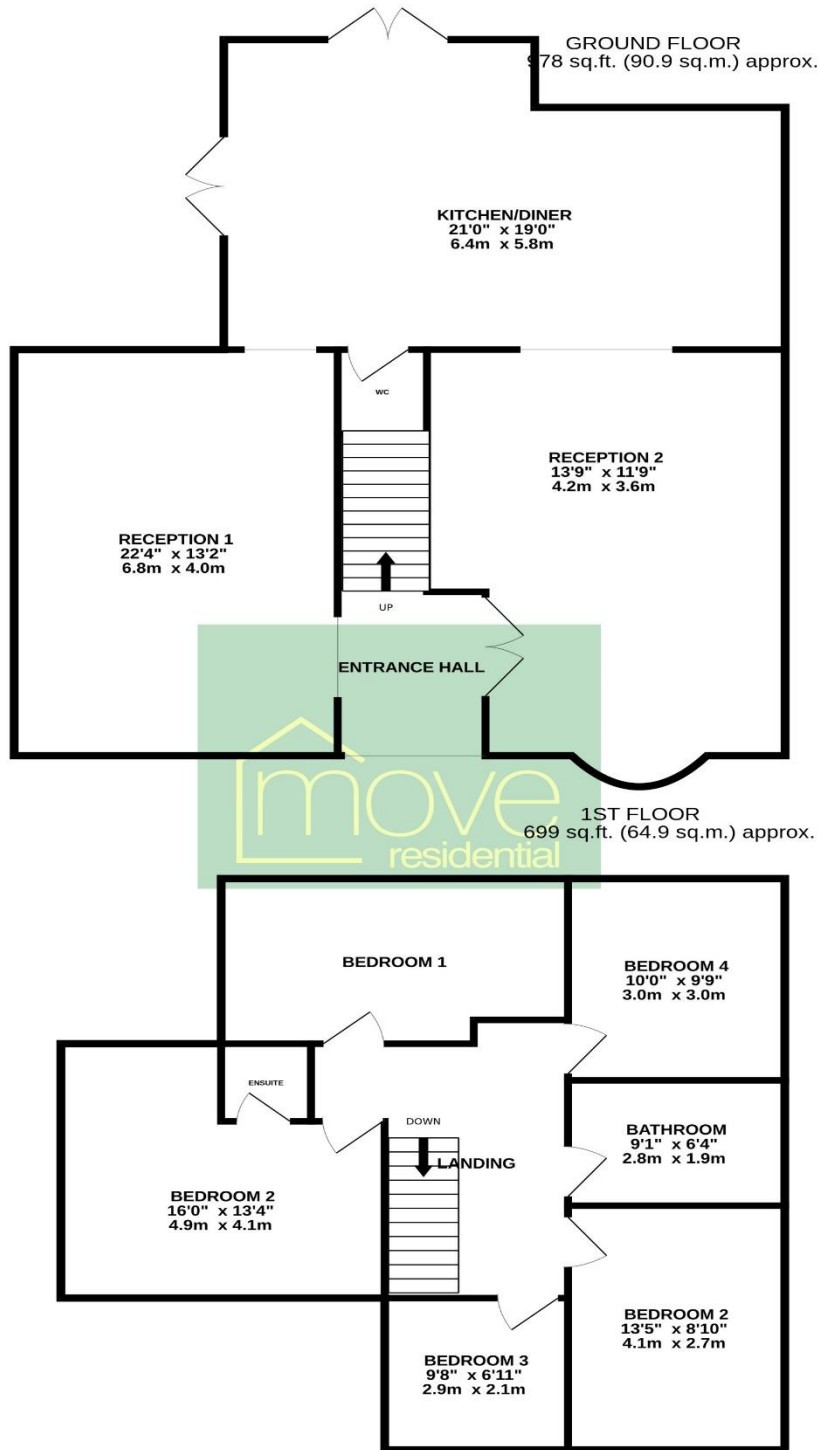 GROUND FLOOR
978 sq.ft. (90.9 sq.m.) approx.
KITCHEN/DINER
21'0" x 19'0"
6.4m x 5.8m
WC
RECEPTION 2
13'9" x 11'9"
4.2m x 3.6m
RECEPTION 1
22'4" x 13'2"
6.8m x 4.0m
UP
ENTRANCE HALL
move
residential
1ST FLOOR
699 sq.ft. (64.9 sq.m.) approx.
BEDROOM 1
BEDROOM 4
10'0" x 9'9"
3.0m x 3.0m
ENSUITE
DOWN
BATHROOM
9'1" x 6'4"
2.8m x 1.9m
LANDING
BEDROOM 2
16'0" x 13'4"
4.9m x 4.1m
BEDROOM 2
13'5" x 8'10"
4.1m x 2.7m
BEDROOM 3
9'8" x 6'11"
2.9m x 2.1m